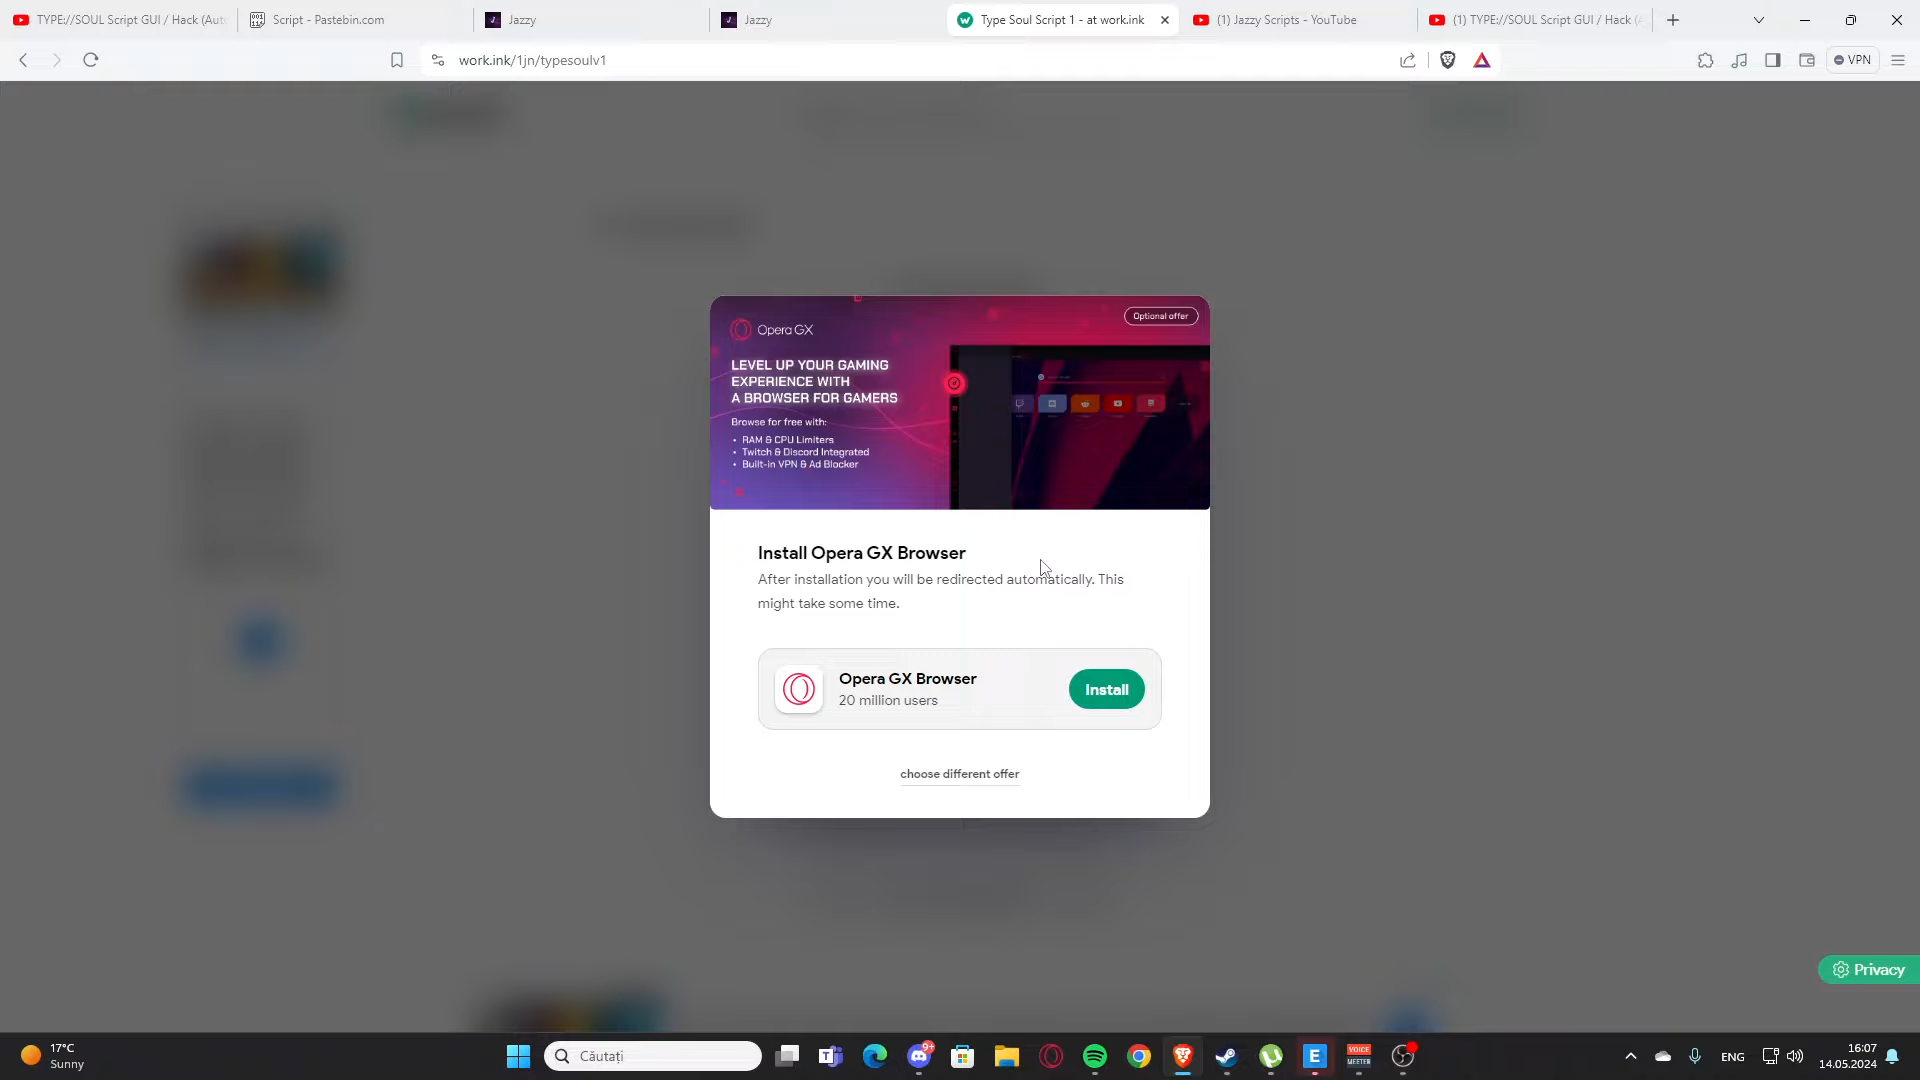 TYPE://SOUL Script GUI / Hack (Aut
Script - Pastebin.com
Jazzy
Jazzy
Type Soul Script 1 - at work.ink
(1) Jazzy Scripts - YouTube
(1) TYPE://SOUL Script GUI / Hack (A
work.ink/1jn/typesoulv1
VPN
Opera GX
Optional offer
LEVEL UP YOUR GAMING
EXPERIENCE WITH
A BROWSER FOR GAMERS
Browse for free with:
• RAM & CPU Limiters
• Twitch & Discord Integrated
• Built-in VPN & Ad Blocker
Install Opera GX Browser
After installation you will be redirected automatically. This
might take some time.
Opera GX Browser
20 million users
Install
choose different offer
Privacy
17°C
Sunny
Căutați
9+
E
VOICE
MEETER
ENG
16:07
14.05.2024